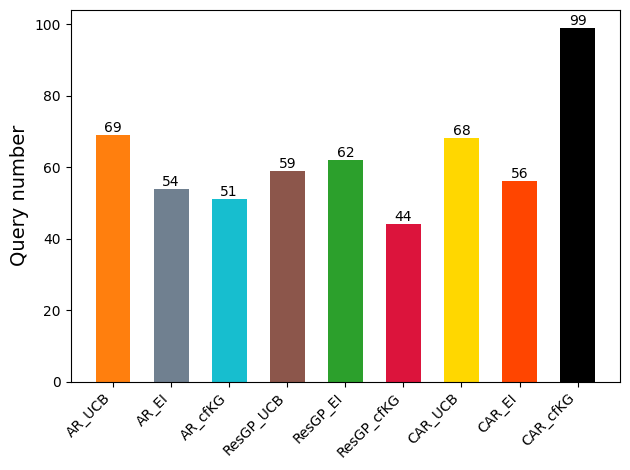 Query number
100
80
60
40
20
0
69
54
51
59
62
44
68
56
99
AR_UCB
AR_EI
AR_cfKG
ResGP_UCB
ResGP_EI
ResGP_cfKG
CAR_UCB
CAR_EI
CAR_cfKG